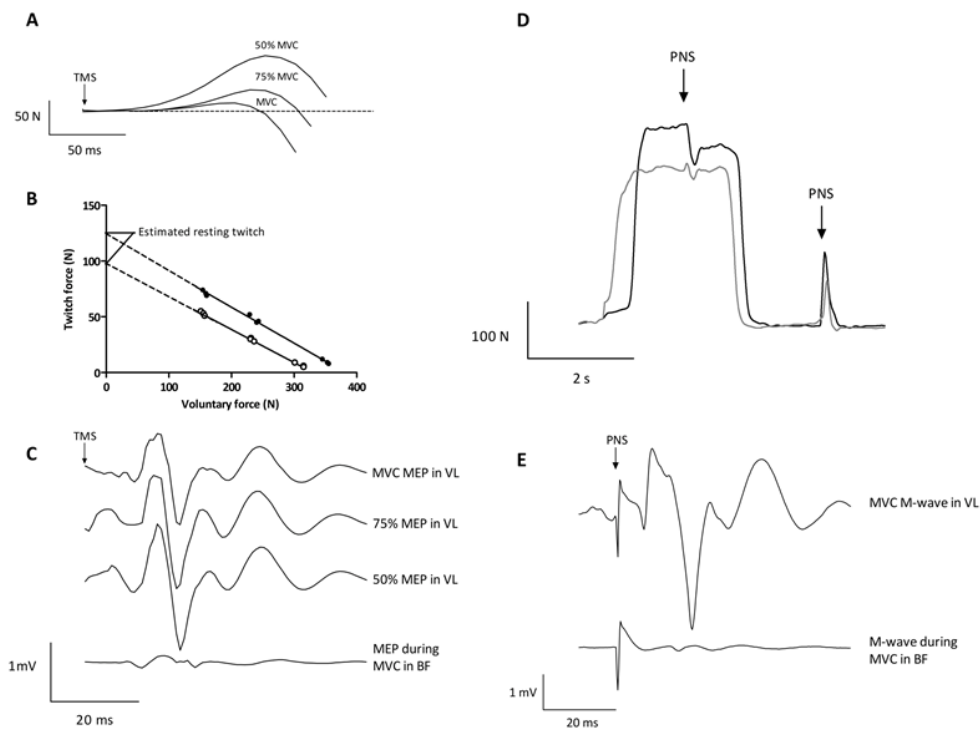 A
50% MVC
75% MVC
MVC
TMS
50 N
50 ms
B
150
100
50
0
Twitch force (N)
Estimated resting twitch
0 100 200 300 400
Voluntary force (N)
C
TMS
MVC MEP in VL
75% MEP in VL
50% MEP in VL
MEP during
MVC in BF
1mV
20 ms
D
PNS
PNS
100 N
2 s
E
PNS
MVC M-wave in VL
M-wave during
MVC in BF
1 mV
20 ms